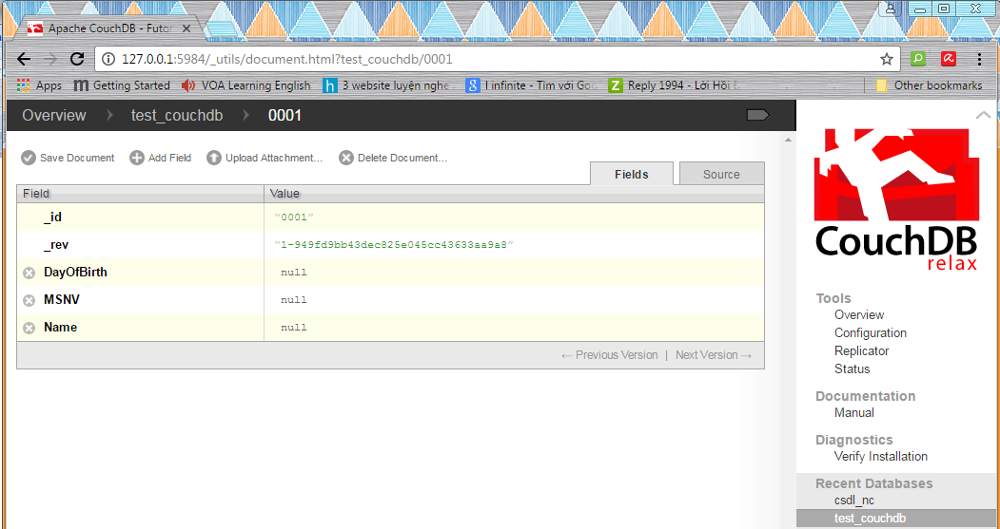 Apache CouchDB - Futon
127.0.0.1:5984/_utils/document.html?test_couchdb/0001
Apps Getting Started VOA Learning English 3 website luyện nghe I infinite - Tìm với Goo Reply 1994 - Lời Hồi Other bookmarks
Overview test_couchdb 0001
Save Document Add Field Upload Attachment... Delete Document...
Fields Source
Field Value
_id "0001"
_rev "1-949fd9bb43dec825e045cc43633aa9a8"
DayOfBirth null
MSNV null
Name null
← Previous Version | Next Version →
CouchDB
relax
Tools
Overview
Configuration
Replicator
Status
Documentation
Manual
Diagnostics
Verify Installation
Recent Databases
csdl_nc
test_couchdb